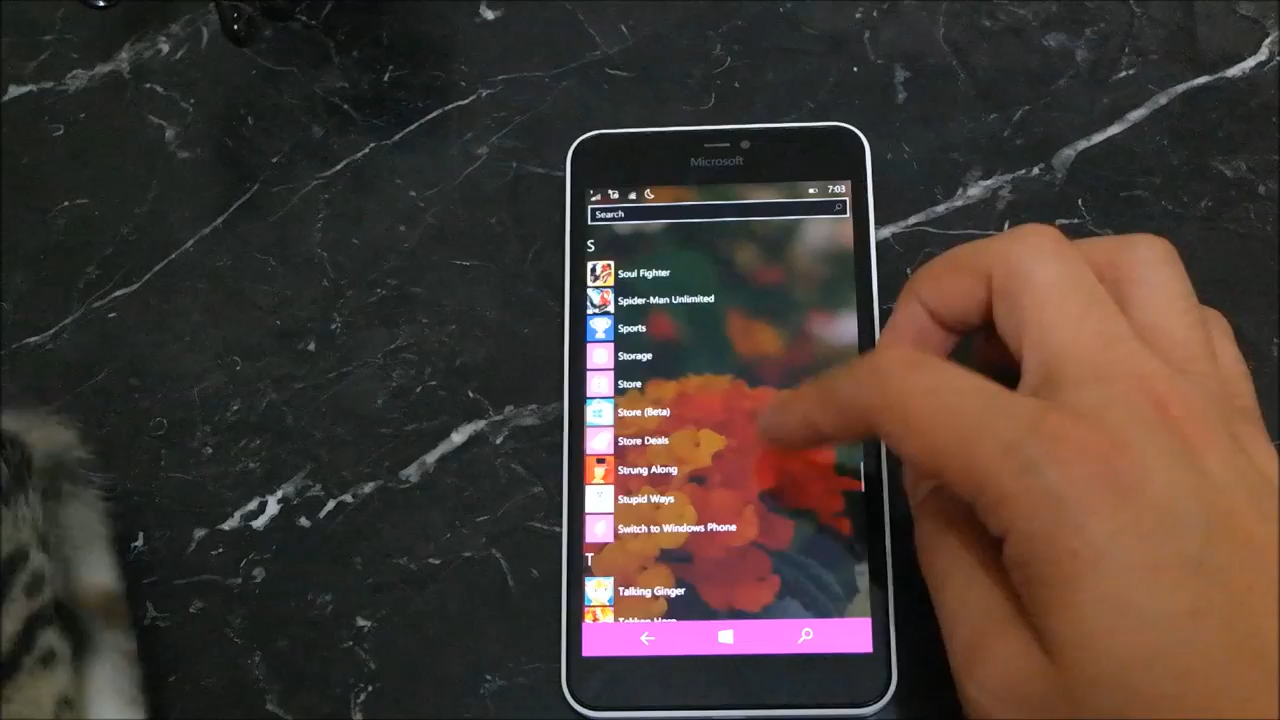 Microsoft
7:03
Search
S
Soul Fighter
Spider-Man Unlimited
Sports
Storage
Store
Store (Beta)
Store Deals
Strung Along
Stupid Ways
Switch to Windows Phone
T
Talking Ginger